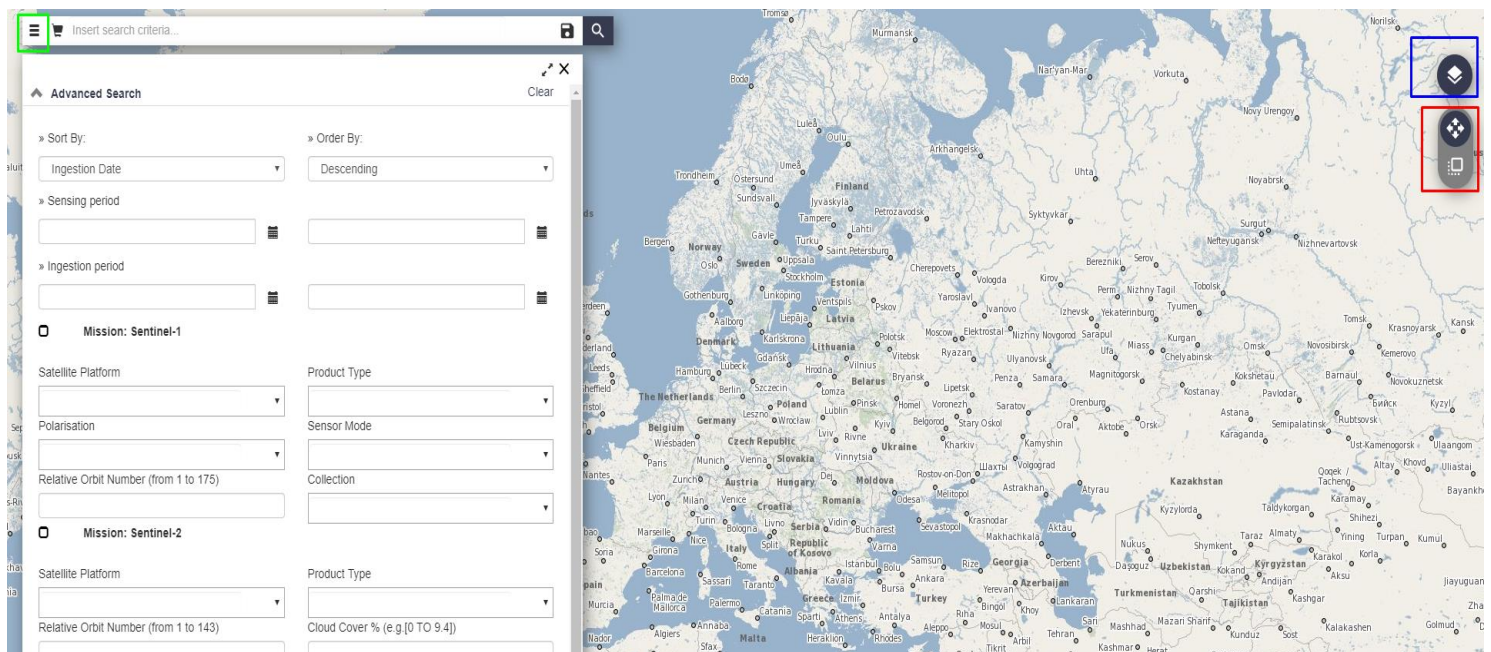 Insert search criteria...
Advanced Search
Clear
» Sort By:
» Order By:
Ingestion Date
Descending
» Sensing period
» Ingestion period
Mission: Sentinel-1
Satellite Platform
Product Type
Polarisation
Sensor Mode
Relative Orbit Number (from 1 to 175)
Collection
Mission: Sentinel-2
Satellite Platform
Product Type
Relative Orbit Number (from 1 to 143)
Cloud Cover % (e.g.[0 TO 9.4])
Tromsø
Norilsk
Murmansk
Nar'yan-Mar
Vorkuta
Bodø
Novy Urengoy
Luleå
Oulu
Arkhangelsk
Umeå
Trondheim
Östersund
Finland
Uhta
Noyabrsk
Sundsvall
Jyväskylä
Tampere
Petrozavodsk
Syktyvkar
Lahti
Surgut
Gävle
Turku
Nefteyugansk
Nizhnevartovsk
Bergen
Norway
Saint Petersburg
Oslo
Sweden
Uppsala
Cherepovets
Berezniki
Serov
Stockholm
Vologda
Kirov
Estonia
Perm
Nizhny Tagil
Tobolsk
Gothenburg
Linköping
Ventspils
Pskov
Yaroslavl
Ivanovo
Izhevsk
Yekaterinburg
Tyumen
Aalborg
Liepāja
Latvia
Tomsk
Krasnoyarsk
Kansk
Denmark
Karlskrona
Lithuania
Polotsk
Moscow
Elektrostal
Nizhny Novgorod
Sarapul
Kurgan
Omsk
Novosibirsk
Kemerovo
Gdańsk
Vilnius
Vitebsk
Ryazan
Ulyanovsk
Ufa
Miass
Chelyabinsk
Leeds
Hamburg
Lübeck
Hrodna
Bryansk
Penza
Samara
Magnitogorsk
Kokshetau
Barnaul
Novokuznetsk
Berlin
Szczecin
Łomża
Belarus
Lipetsk
Kostanay
Pavlodar
The Netherlands
Poland
Pinsk
Homel
Voronezh
Saratov
Orenburg
Бийск
Kyzyl
Leszno
Lublin
Astana
Rubtsovsk
Belgium
Germany
Wrocław
Kyiv
Belgorod
Stary Oskol
Oral
Aktobe
Orsk
Semipalatinsk
Wiesbaden
Czech Republic
Lviv
Rivne
Kharkiv
Kamyshin
Karaganda
Ust-Kamenogorsk
Ulaangom
Ukraine
Paris
Munich
Vienna
Slovakia
Vinnytsia
Volgograd
Altay
Khovd
Uliastai
Nantes
Zurich
Austria
Hungary
Dej
Moldova
Rostov-on-Don
Шахты
Qoqek /
Tacheng
Kazakhstan
Astrakhan
Atyrau
Lyon
Milan
Venice
Romania
Odesa
Melitopol
Karamay
Croatia
Kyzylorda
Taldykorgan
Turin
Bologna
Livno
Serbia
Vidin
Bucharest
Sevastopol
Krasnodar
Aktau
Shihezi
Marseille
Nice
Split
Republic
of Kosovo
Makhachkala
Taraz
Almaty
Yining
Turpan
Kumul
Italy
Varna
Nukus
Shymkent
Soria
Girona
Rome
Karakol
Korla
Albania
Istanbul
Bolu
Samsun
Rize
Georgia
Derbent
Daşoguz
Uzbekistan
Kokand
Kyrgyzstan
Barcelona
Sassari
Taranto
Kavala
Ankara
Azerbaijan
Andijan
Aksu
Bursa
Yerevan
Turkmenistan
Qarshi
Kashgar
Palma de
Mallorca
Greece
Izmir
Turkey
Lankaran
Tajikistan
Murcia
Palermo
Catania
Sparti
Athens
Antalya
Bingöl
Khoy
Riha
Annaba
Aleppo
Mosul
Sari
Mashhad
Mazari Sharif
Kalakashen
Golmud
Nador
Algiers
Malta
Heraklion
Rhodes
Arbil
Tehran
Kunduz
Sost
Sfax
Tikrit
Kashmar
Herat